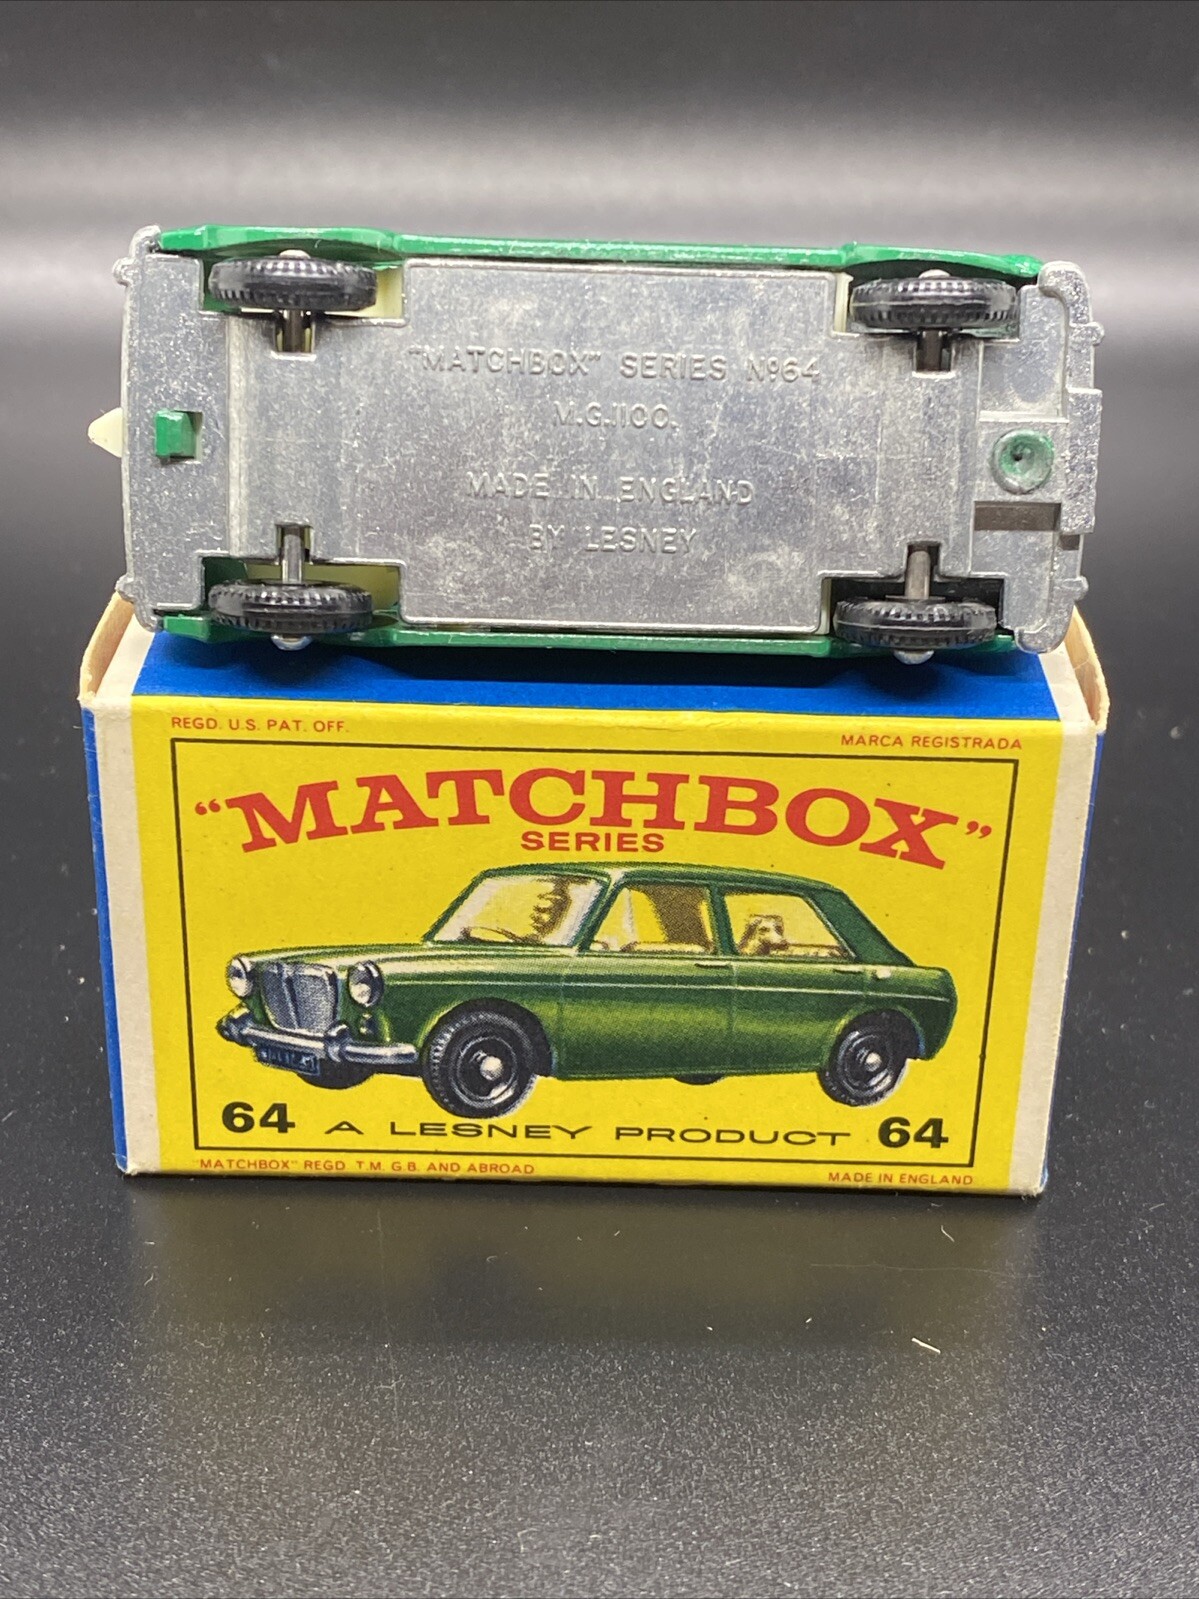 "MATCHBOX" SERIES Nº64
M.G.1100.
MADE IN ENGLAND
BY LESNEY
REGD. U.S. PAT. OFF.
MARCA REGISTRADA
"MATCHBOX"
SERIES
64 A LESNEY PRODUCT 64
"MATCHBOX" REGD. T.M. G.B. AND ABROAD
MADE IN ENGLAND